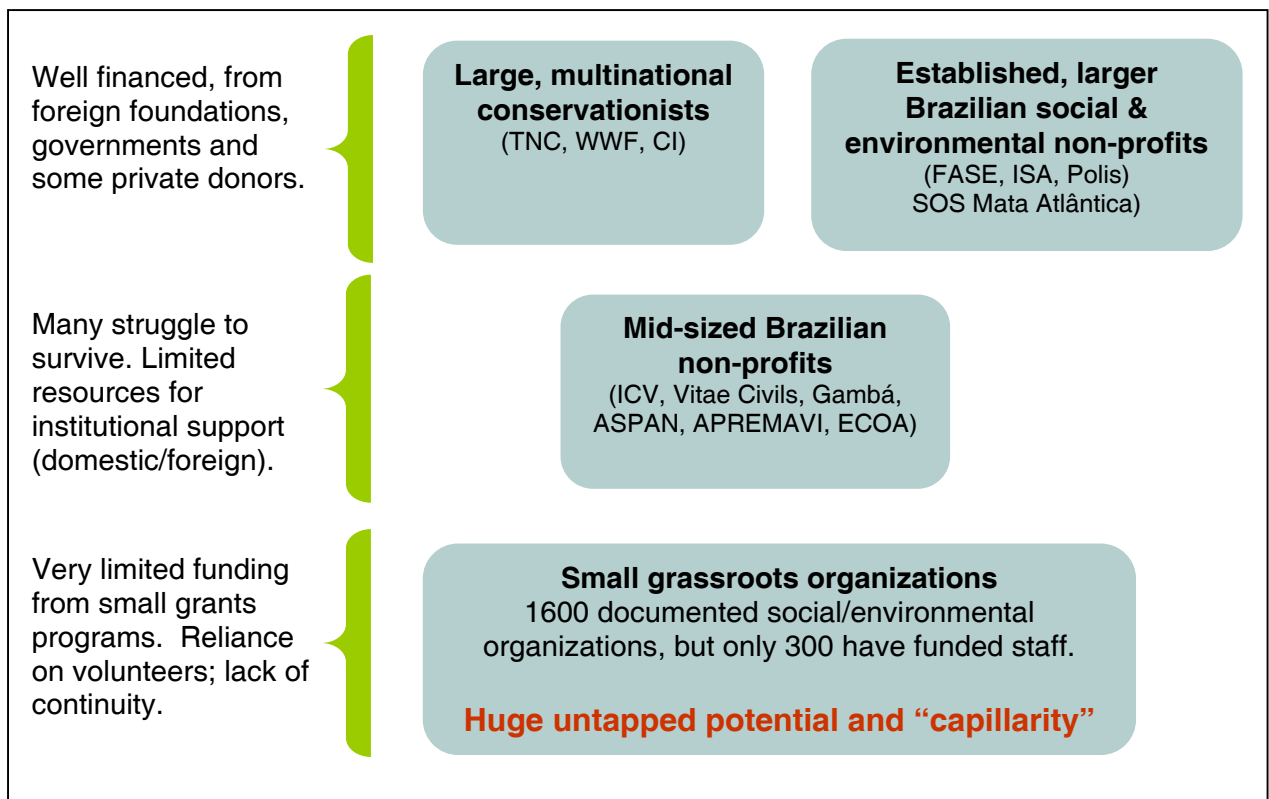 Well financed, from
foreign foundations,
governments and
some private donors.
Large, multinational
conservationists
(TNC, WWF, CI)
Established, larger
Brazilian social &
environmental non-profits
(FASE, ISA, Polis)
SOS Mata Atlântica)
Many struggle to
survive. Limited
resources for
institutional support
(domestic/foreign).
Mid-sized Brazilian
non-profits
(ICV, Vitae Civils, Gambá,
ASPAN, APREMAVI, ECOA)
Very limited funding
from small grants
programs.  Reliance
on volunteers; lack of
continuity.
Small grassroots organizations
1600 documented social/environmental
organizations, but only 300 have funded staff.
Huge untapped potential and “capillarity”